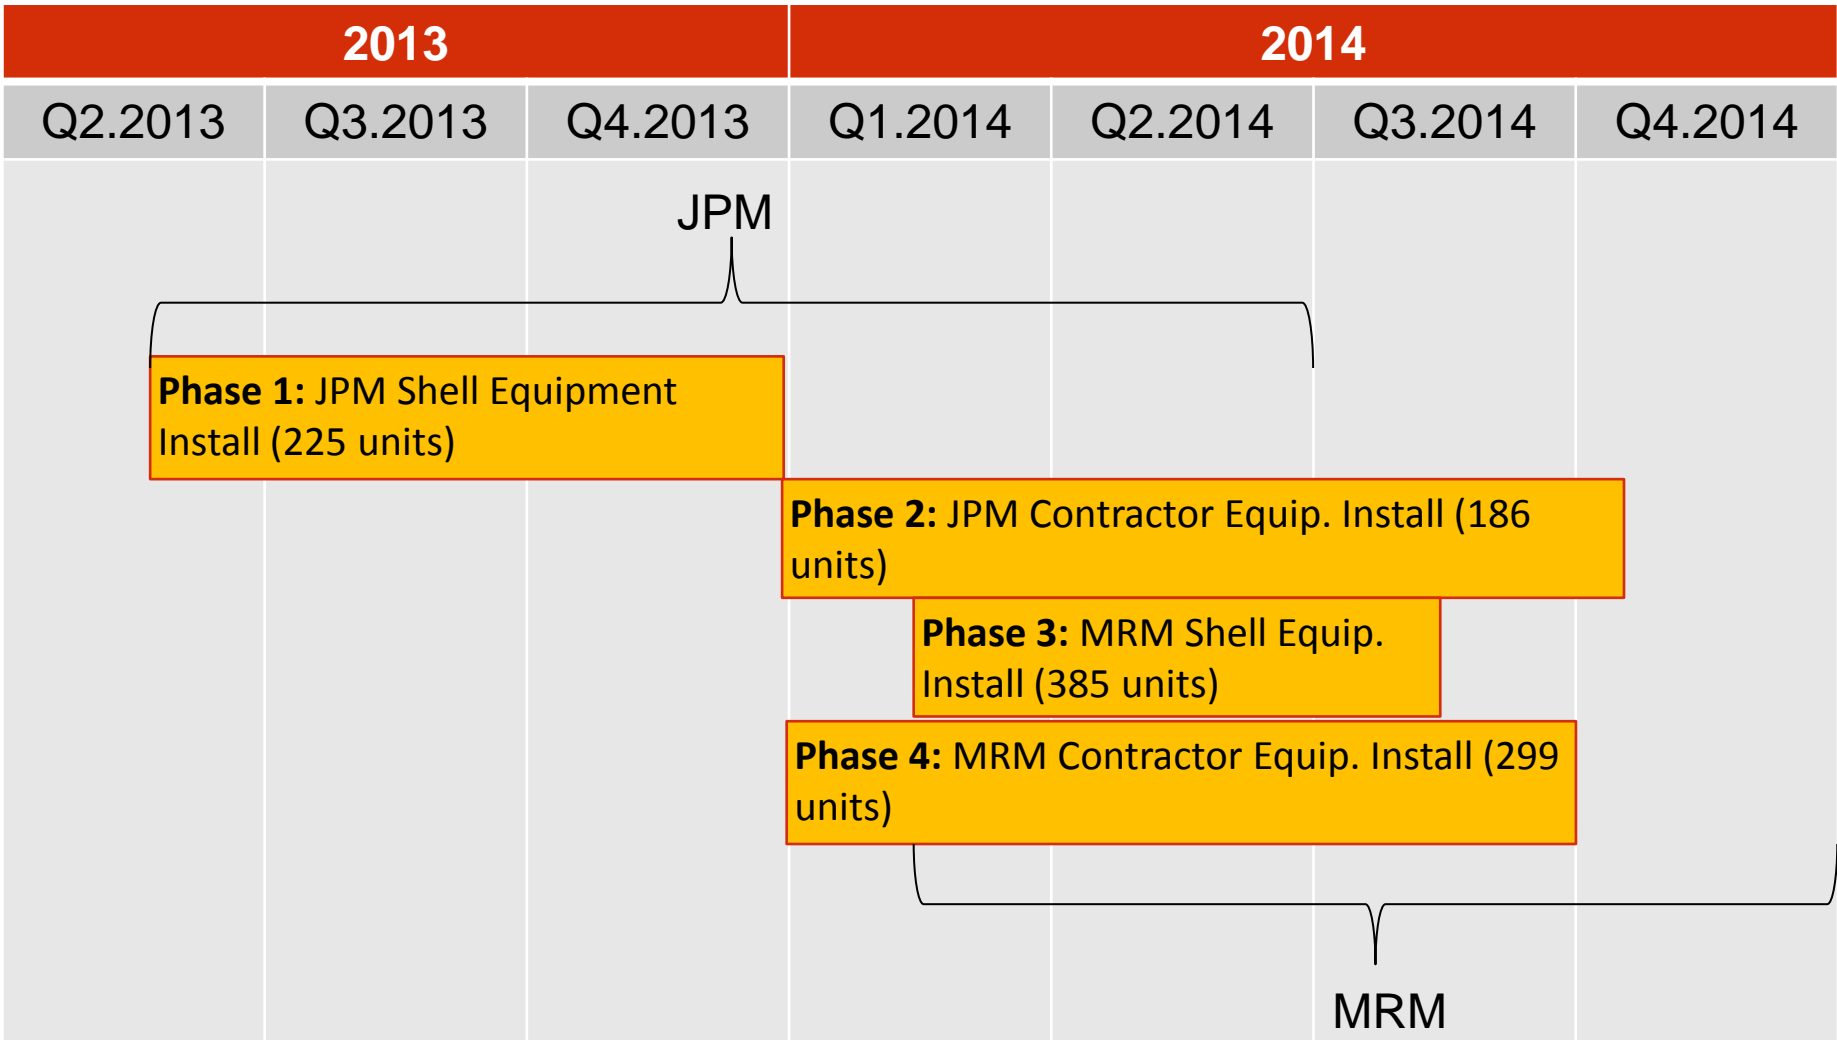 2013 2014
Q2.2013 Q3.2013 Q4.2013 Q1.2014 Q2.2014 Q3.2014 Q4.2014
JPM
Phase 1: JPM Shell Equipment
Install (225 units)
Phase 2: JPM Contractor Equip. Install (186
units)
Phase 3: MRM Shell Equip.
Install (385 units)
Phase 4: MRM Contractor Equip. Install (299
units)
MRM